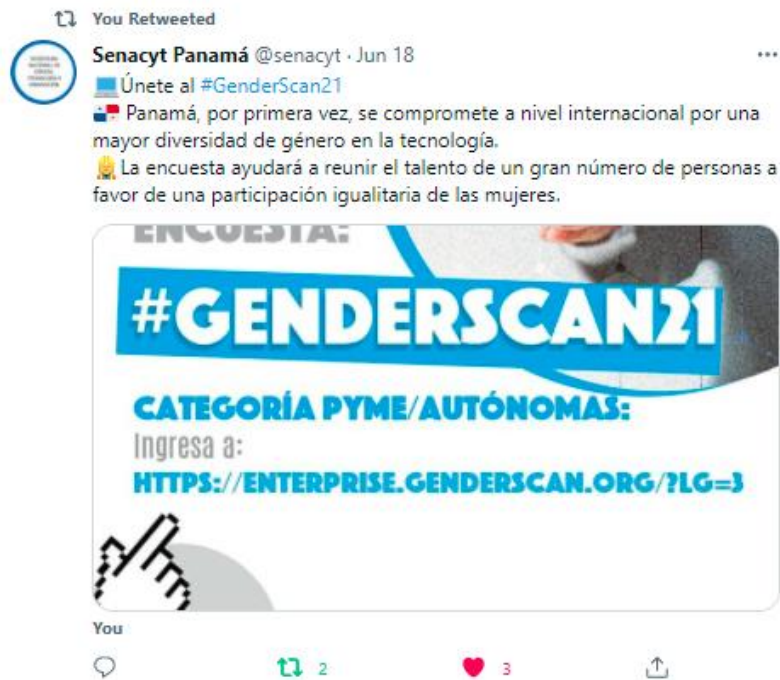 You Retweeted
Senacyt Panamá @senacyt · Jun 18
Únete al #GenderScan21
Panamá, por primera vez, se compromete a nivel internacional por una
mayor diversidad de género en la tecnología.
La encuesta ayudará a reunir el talento de un gran número de personas a
favor de una participación igualitaria de las mujeres.
ENCUESTA:
#GENDERSCAN21
CATEGORÍA PYME/AUTÓNOMAS:
Ingresa a:
HTTPS://ENTERPRISE.GENDERSCAN.ORG/?LG=3
You
2 3